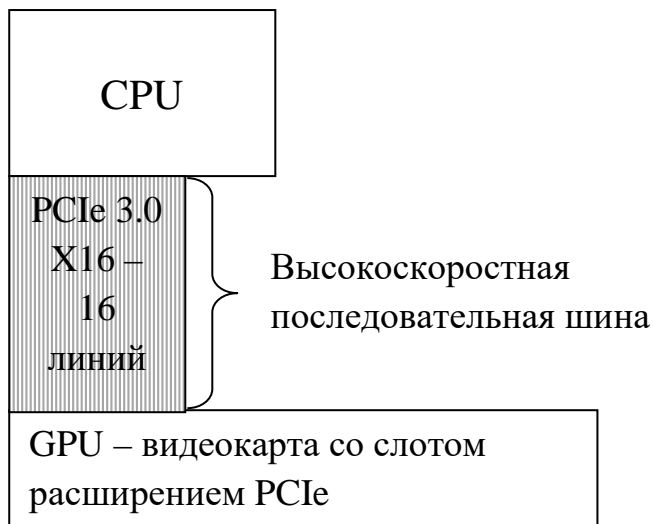 CPU
PCIe 3.0
X16 –
16
линий
Высокоскоростная
последовательная шина
GPU – видеокарта со слотом
расширением PCIe